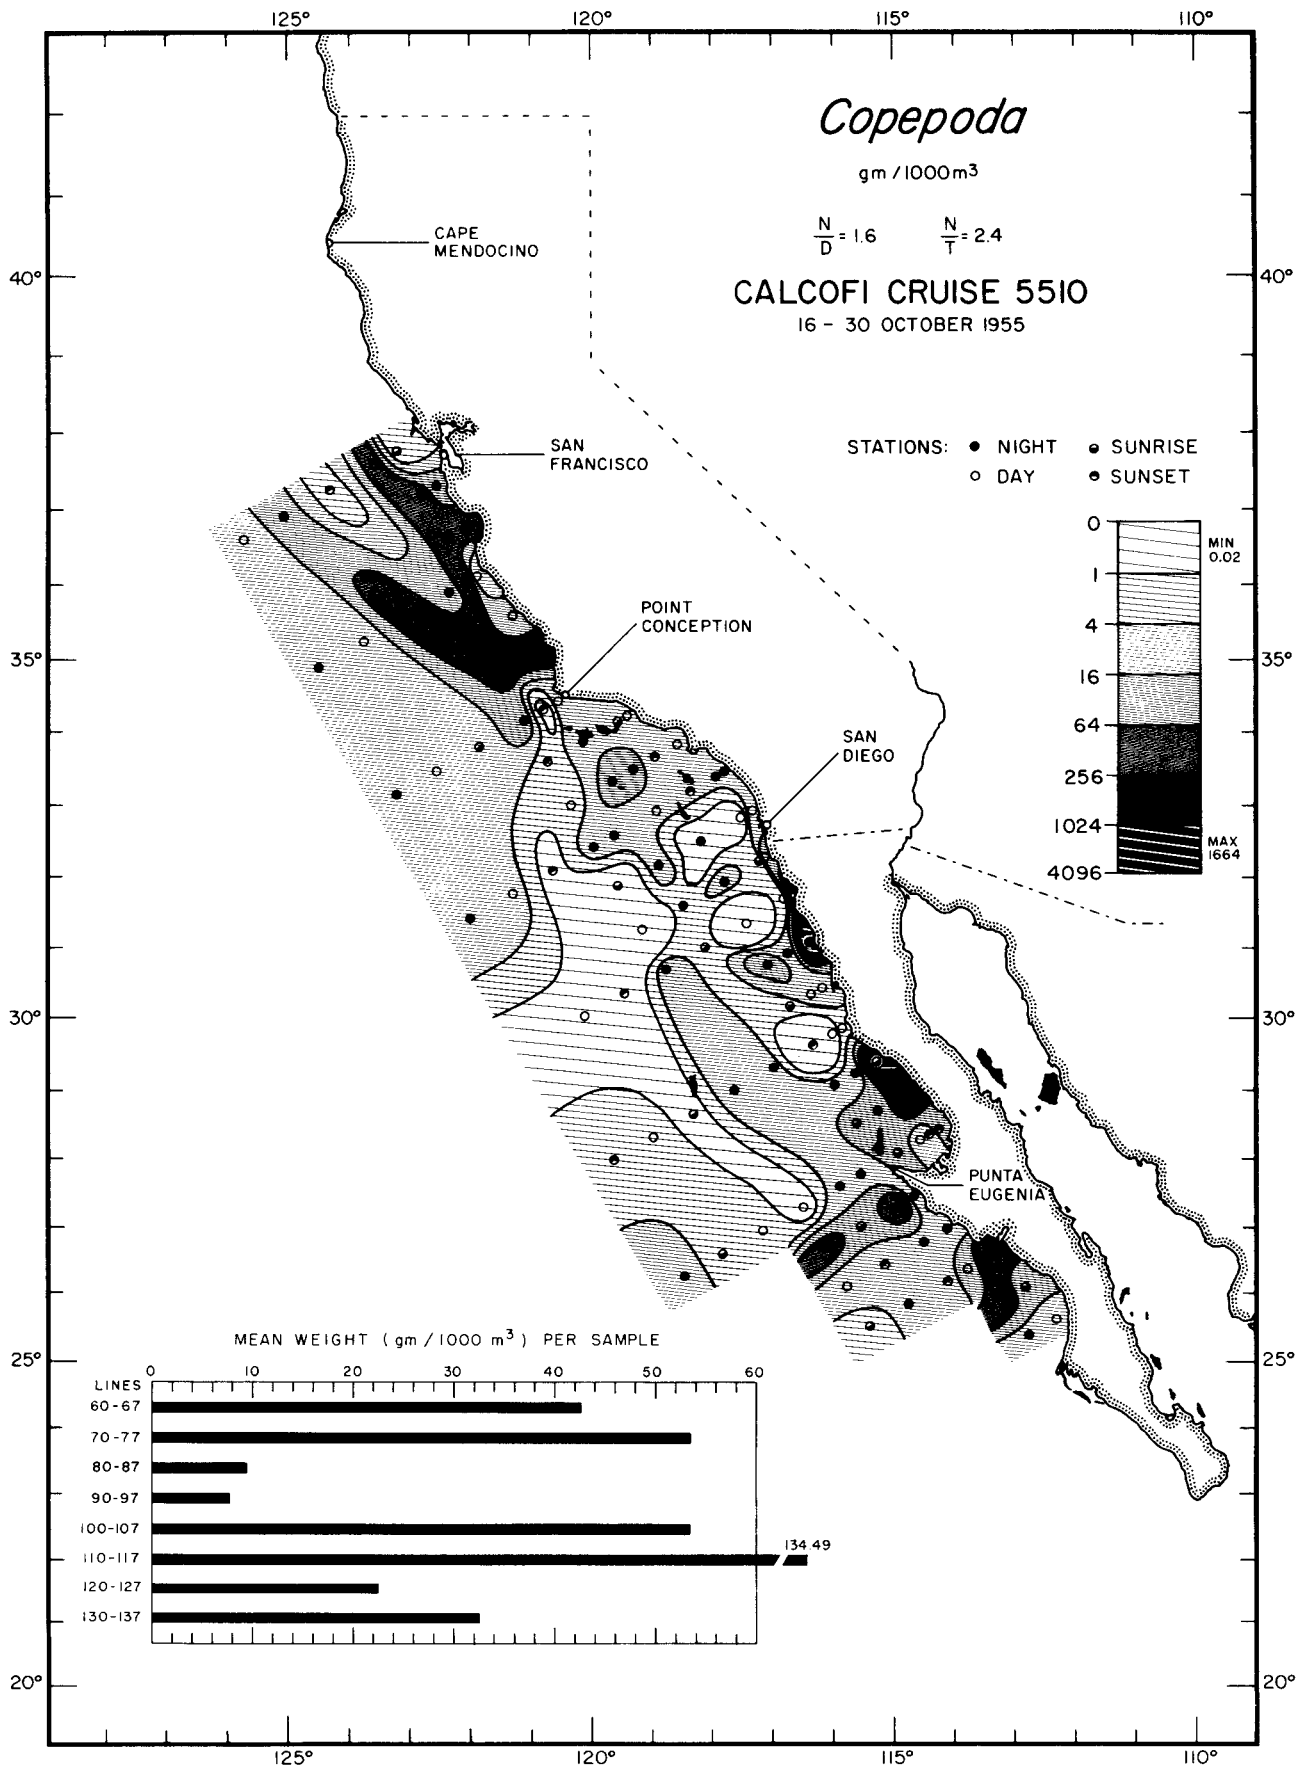 125°
120°
115°
110°
Copepoda
gm/1000m³
N/D = 1.6
N/T = 2.4
CALCOFI CRUISE 5510
16 - 30 OCTOBER 1955
CAPE
MENDOCINO
40°
40°
SAN
FRANCISCO
STATIONS:
NIGHT
SUNRISE
DAY
SUNSET
0
MIN
0.02
1
4
16
64
256
1024
MAX
1664
4096
POINT
CONCEPTION
35°
35°
SAN
DIEGO
30°
30°
PUNTA
EUGENIA
25°
25°
MEAN WEIGHT (gm/1000 m³) PER SAMPLE
0
10
20
30
40
50
60
LINES
60-67
70-77
80-87
90-97
100-107
110-117
134.49
120-127
130-137
20°
20°
125°
120°
115°
110°